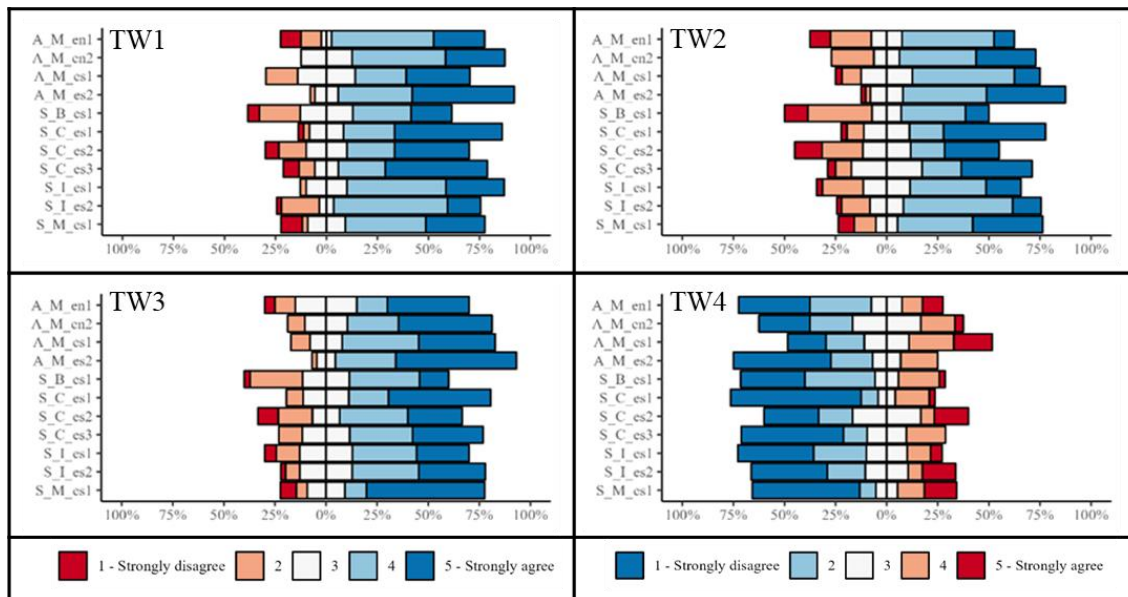 TW1
A_M_en1
A_M_en2
A_M_es1
A_M_es2
S_B_es1
S_C_es1
S_C_es2
S_C_es3
S_I_es1
S_I_es2
S_M_es1
100% 75% 50% 25% 0% 25% 50% 75% 100%
TW2
A_M_en1
A_M_en2
A_M_es1
A_M_es2
S_B_es1
S_C_es1
S_C_es2
S_C_es3
S_I_es1
S_I_es2
S_M_es1
100% 75% 50% 25% 0% 25% 50% 75% 100%
TW3
A_M_en1
A_M_en2
A_M_es1
A_M_es2
S_B_es1
S_C_es1
S_C_es2
S_C_es3
S_I_es1
S_I_es2
S_M_es1
100% 75% 50% 25% 0% 25% 50% 75% 100%
TW4
A_M_en1
A_M_en2
A_M_es1
A_M_es2
S_B_es1
S_C_es1
S_C_es2
S_C_es3
S_I_es1
S_I_es2
S_M_es1
100% 75% 50% 25% 0% 25% 50% 75% 100%
1 - Strongly disagree 2 3 4 5 - Strongly agree
1 - Strongly disagree 2 3 4 5 - Strongly agree